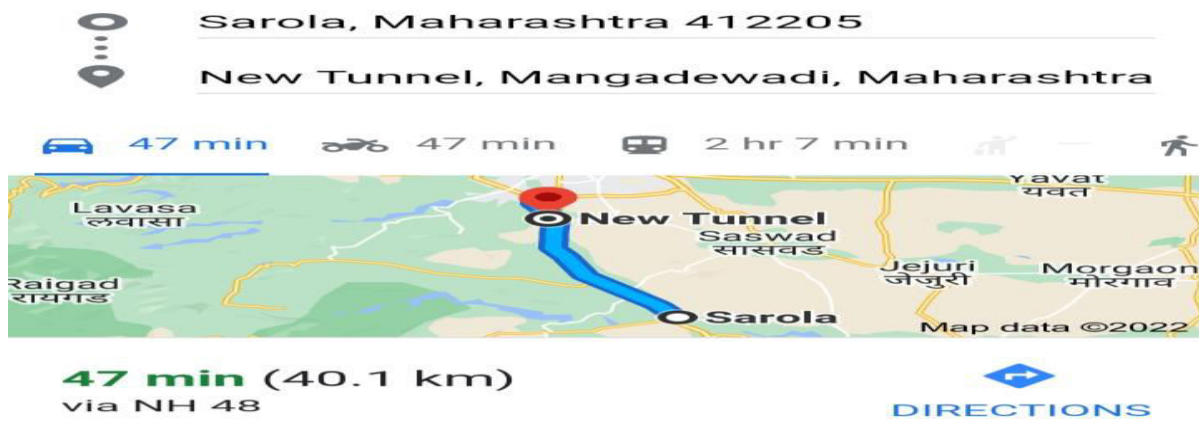 Sarola, Maharashtra 412205
New Tunnel, Mangadewadi, Maharashtra
47 min 47 min 2 hr 7 min —
Yavat
यवत
Lavasa
लवासा
New Tunnel
Saswad
सासवड
Jejuri
जेजुरी
Morgaon
मोरगाव
Raigad
रायगड
Sarola
Map data ©2022
47 min (40.1 km)
via NH 48
DIRECTIONS